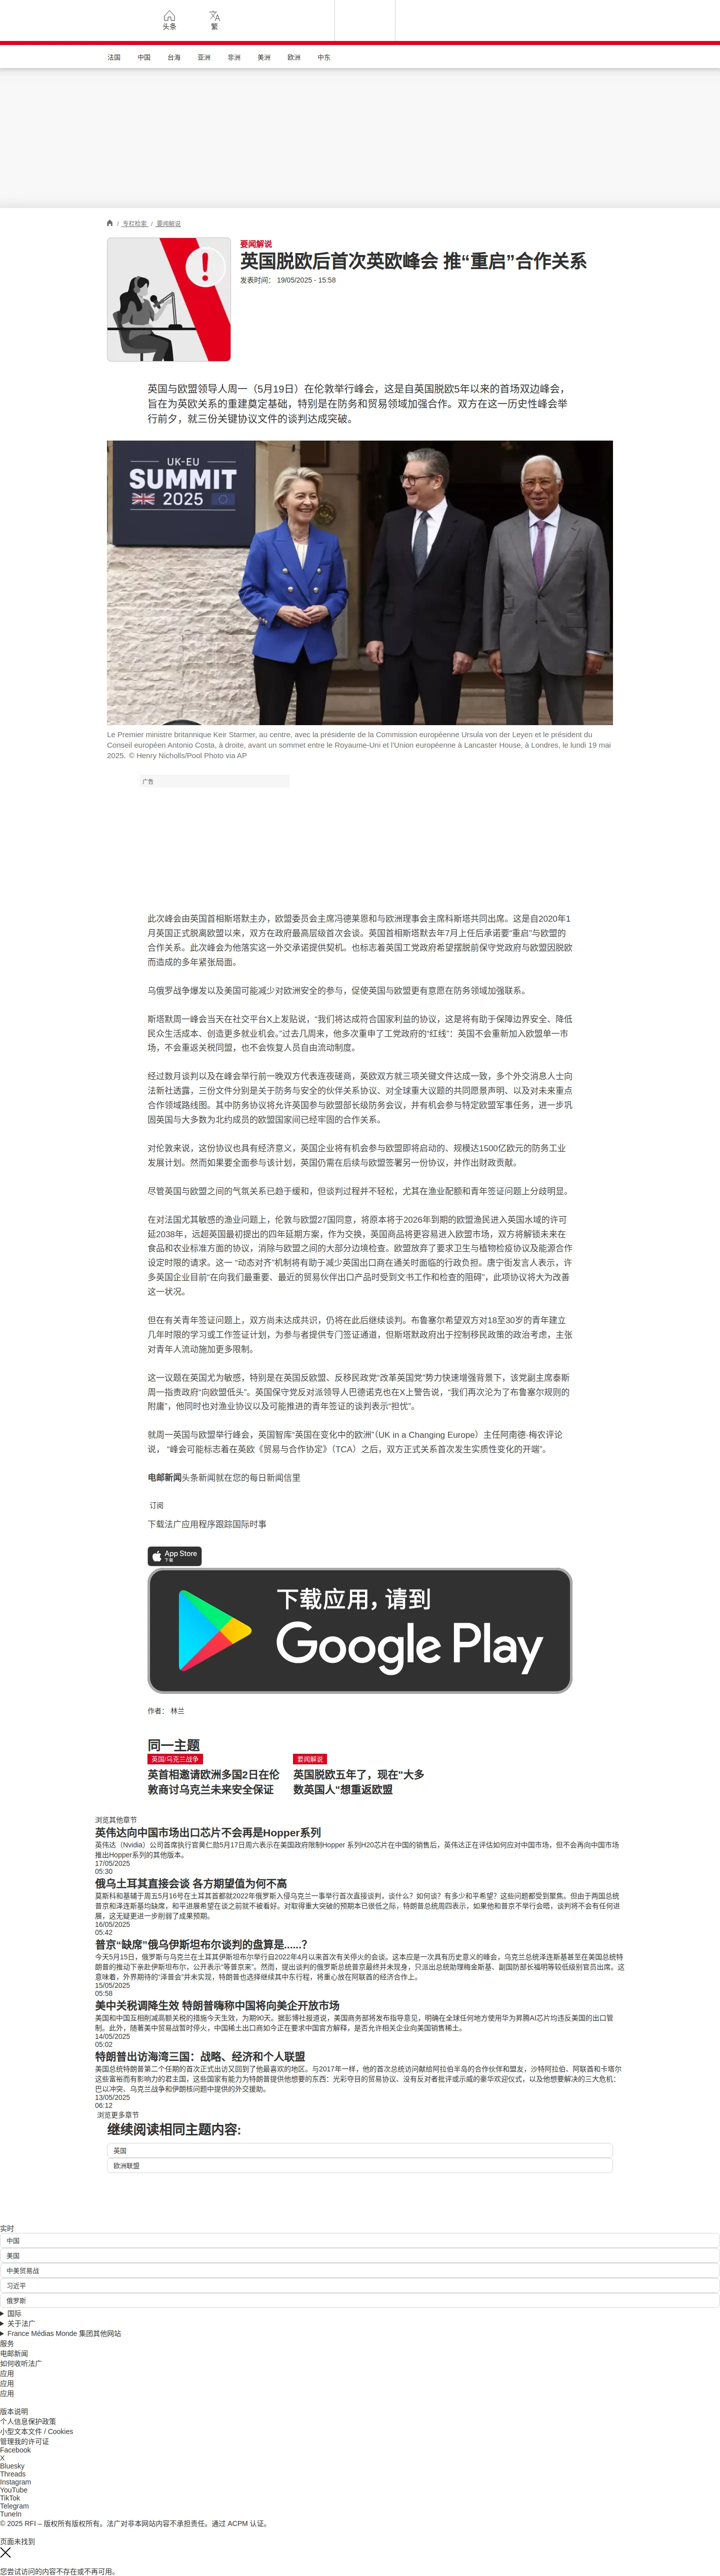 头条
繁
法国
中国
台海
亚洲
非洲
美洲
欧洲
中东
/ 专栏检索 / 要闻解说
要闻解说
英国脱欧后首次英欧峰会 推“重启”合作关系
发表时间： 19/05/2025 - 15:58
英国与欧盟领导人周一（5月19日）在伦敦举行峰会，这是自英国脱欧5年以来的首场双边峰会，
旨在为英欧关系的重建奠定基础，特别是在防务和贸易领域加强合作。双方在这一历史性峰会举
行前夕，就三份关键协议文件的谈判达成突破。
UK-EU
SUMMIT
2025
Le Premier ministre britannique Keir Starmer, au centre, avec la présidente de la Commission européenne Ursula von der Leyen et le président du
Conseil européen Antonio Costa, à droite, avant un sommet entre le Royaume-Uni et l'Union européenne à Lancaster House, à Londres, le lundi 19 mai
2025. © Henry Nicholls/Pool Photo via AP
广告
此次峰会由英国首相斯塔默主办，欧盟委员会主席冯德莱恩和与欧洲理事会主席科斯塔共同出席。这是自2020年1
月英国正式脱离欧盟以来，双方在政府最高层级首次会谈。英国首相斯塔默去年7月上任后承诺要“重启”与欧盟的
合作关系。此次峰会为他落实这一外交承诺提供契机。也标志着英国工党政府希望摆脱前保守党政府与欧盟因脱欧
而造成的多年紧张局面。
乌俄罗战争爆发以及美国可能减少对欧洲安全的参与，促使英国与欧盟更有意愿在防务领域加强联系。
斯塔默周一峰会当天在社交平台X上发贴说，“我们将达成符合国家利益的协议，这是将有助于保障边界安全、降低
民众生活成本、创造更多就业机会。”过去几周来，他多次重申了工党政府的“红线”：英国不会重新加入欧盟单一市
场，不会重返关税同盟，也不会恢复人员自由流动制度。
经过数月谈判以及在峰会举行前一晚双方代表连夜磋商，英欧双方就三项关键文件达成一致，多个外交消息人士向
法新社透露，三份文件分别是关于防务与安全的伙伴关系协议、对全球重大议题的共同愿景声明、以及对未来重点
合作领域路线图。其中防务协议将允许英国参与欧盟部长级防务会议，并有机会参与特定欧盟军事任务，进一步巩
固英国与大多数为北约成员的欧盟国家间已经牢固的合作关系。
对伦敦来说，这份协议也具有经济意义，英国企业将有机会参与欧盟即将启动的、规模达1500亿欧元的防务工业
发展计划。然而如果要全面参与该计划，英国仍需在后续与欧盟签署另一份协议，并作出财政贡献。
尽管英国与欧盟之间的气氛关系已趋于缓和，但谈判过程并不轻松，尤其在渔业配额和青年签证问题上分歧明显。
在对法国尤其敏感的渔业问题上，伦敦与欧盟27国同意，将原本将于2026年到期的欧盟渔民进入英国水域的许可
延2038年，远超英国最初提出的四年延期方案，作为交换，英国商品将更容易进入欧盟市场，双方将解锁未来在
食品和农业标准方面的协议，消除与欧盟之间的大部分边境检查。欧盟放弃了要求卫生与植物检疫协议及能源合作
设定时限的请求。这一 “动态对齐”机制将有助于减少英国出口商在通关时面临的行政负担。唐宁街发言人表示，许
多英国企业目前“在向我们最重要、最近的贸易伙伴出口产品时受到文书工作和检查的阻碍”，此项协议将大为改善
这一状况。
但在有关青年签证问题上，双方尚未达成共识，仍将在此后继续谈判。布鲁塞尔希望双方对18至30岁的青年建立
几年时限的学习或工作签证计划，为参与者提供专门签证通道，但斯塔默政府出于控制移民政策的政治考虑，主张
对青年人流动施加更多限制。
这一议题在英国尤为敏感，特别是在英国反欧盟、反移民政党“改革英国党”势力快速增强背景下，该党副主席泰斯
周一指责政府“向欧盟低头”。英国保守党反对派领导人巴德诺克也在X上警告说，“我们再次沦为了布鲁塞尔规则的
附庸”，他同时也对渔业协议以及可能推进的青年签证的谈判表示“担忧”。
就周一英国与欧盟举行峰会，英国智库“英国在变化中的欧洲”（UK in a Changing Europe）主任阿南德·梅农评论
说， “峰会可能标志着在英欧《贸易与合作协定》（TCA）之后，双方正式关系首次发生实质性变化的开端”。
电邮新闻头条新闻就在您的每日新闻信里
订阅
下载法广应用程序跟踪国际时事
App Store
下载
下载应用，请到
Google Play
作者： 林兰
同一主题
英国/乌克兰战争
英首相邀请欧洲多国2日在伦
敦商讨乌克兰未来安全保证
要闻解说
英国脱欧五年了，现在“大多
数英国人”想重返欧盟
浏览其他章节
英伟达向中国市场出口芯片不会再是Hopper系列
英伟达（Nvidia）公司首席执行官黄仁勋5月17日周六表示在美国政府限制Hopper 系列H20芯片在中国的销售后，英伟达正在评估如何应对中国市场，但不会再向中国市场
推出Hopper系列的其他版本。
17/05/2025
05:30
俄乌土耳其直接会谈 各方期望值为何不高
莫斯科和基辅于周五5月16号在土耳其首都就2022年俄罗斯入侵乌克兰一事举行首次直接谈判，谈什么？如何谈？有多少和平希望？这些问题都受到聚焦。但由于两国总统
普京和泽连斯基均缺席，和平进展希望在谈之前就不被看好。对取得重大突破的预期本已很低之际，特朗普总统周四表示，如果他和普京不举行会晤，谈判将不会有任何进
展，这无疑更进一步削弱了成果预期。
16/05/2025
05:42
普京“缺席”俄乌伊斯坦布尔谈判的盘算是......？
今天5月15日，俄罗斯与乌克兰在土耳其伊斯坦布尔举行自2022年4月以来首次有关停火的会谈。这本应是一次具有历史意义的峰会，乌克兰总统泽连斯基甚至在美国总统特
朗普的推动下亲赴伊斯坦布尔，公开表示“等普京来”。然而，提出谈判的俄罗斯总统普京最终并未现身，只派出总统助理梅金斯基、副国防部长福明等较低级别官员出席。这
意味着，外界期待的“泽普会”并未实现，特朗普也选择继续其中东行程，将重心放在阿联酋的经济合作上。
15/05/2025
05:58
美中关税调降生效 特朗普嗨称中国将向美企开放市场
美国和中国互相削减高额关税的措施今天生效，为期90天。据彭博社报道说，美国商务部将发布指导意见，明确在全球任何地方使用华为昇腾AI芯片均违反美国的出口管
制。此外，随着美中贸易战暂时停火，中国稀土出口商如今正在要求中国官方解释，是否允许相关企业向美国销售稀土。
14/05/2025
05:02
特朗普出访海湾三国：战略、经济和个人联盟
美国总统特朗普第二个任期的首次正式出访又回到了他最喜欢的地区。与2017年一样，他的首次总统访问献给阿拉伯半岛的合作伙伴和盟友，沙特阿拉伯、阿联酋和卡塔尔
这些富裕而有影响力的君主国，这些国家有能力为特朗普提供他想要的东西：光彩夺目的贸易协议、没有反对者批评或示威的豪华欢迎仪式，以及他想要解决的三大危机：
巴以冲突、乌克兰战争和伊朗核问题中提供的外交援助。
13/05/2025
06:12
浏览更多章节
继续阅读相同主题内容:
英国
欧洲联盟
实时
中国
美国
中美贸易战
习近平
俄罗斯
国际
关于法广
France Médias Monde 集团其他网站
服务
电邮新闻
如何收听法广
应用
应用
应用
版本说明
个人信息保护政策
小型文本文件 / Cookies
管理我的许可证
Facebook
X
Bluesky
Threads
Instagram
YouTube
TikTok
Telegram
TuneIn
© 2025 RFI – 版权所有版权所有。法广对非本网站内容不承担责任。通过 ACPM 认证。
页面未找到
您尝试访问的内容不存在或不再可用。